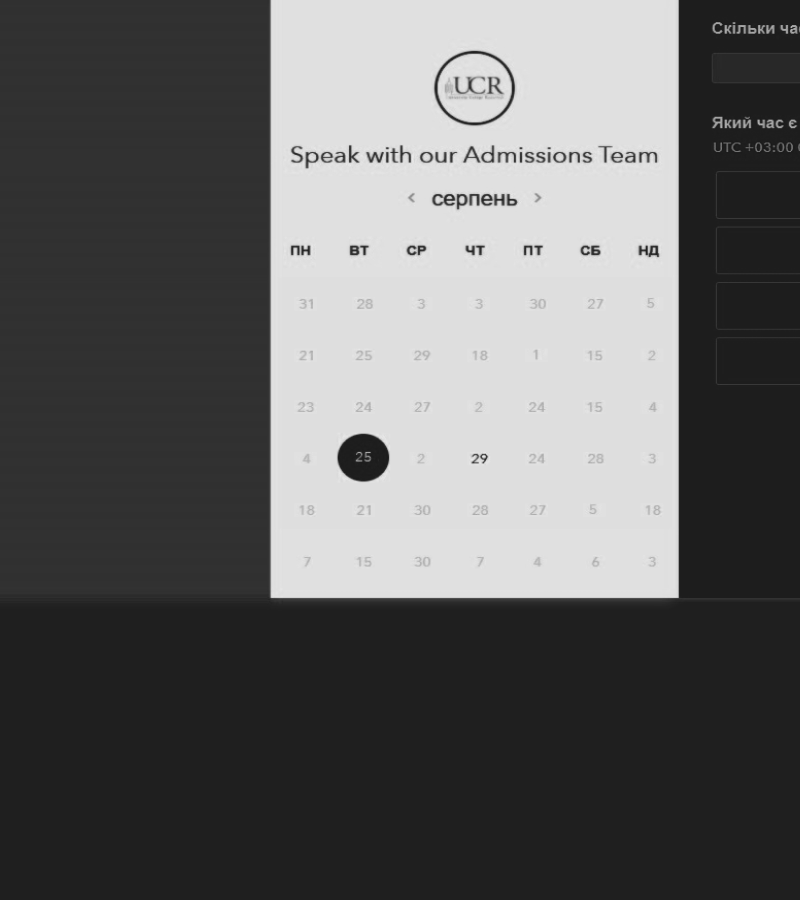 UCR
Speak with our Admissions Team
< серпень >
ПН ВТ СР ЧТ ПТ СБ НД
31 28 3 3 30 27 5
21 25 29 18 1 15 2
23 24 27 2 24 15 4
4 25 2 29 24 28 3
18 21 30 28 27 5 18
7 15 30 7 4 6 3
Скільки ча
Який час є
UTC +03:00